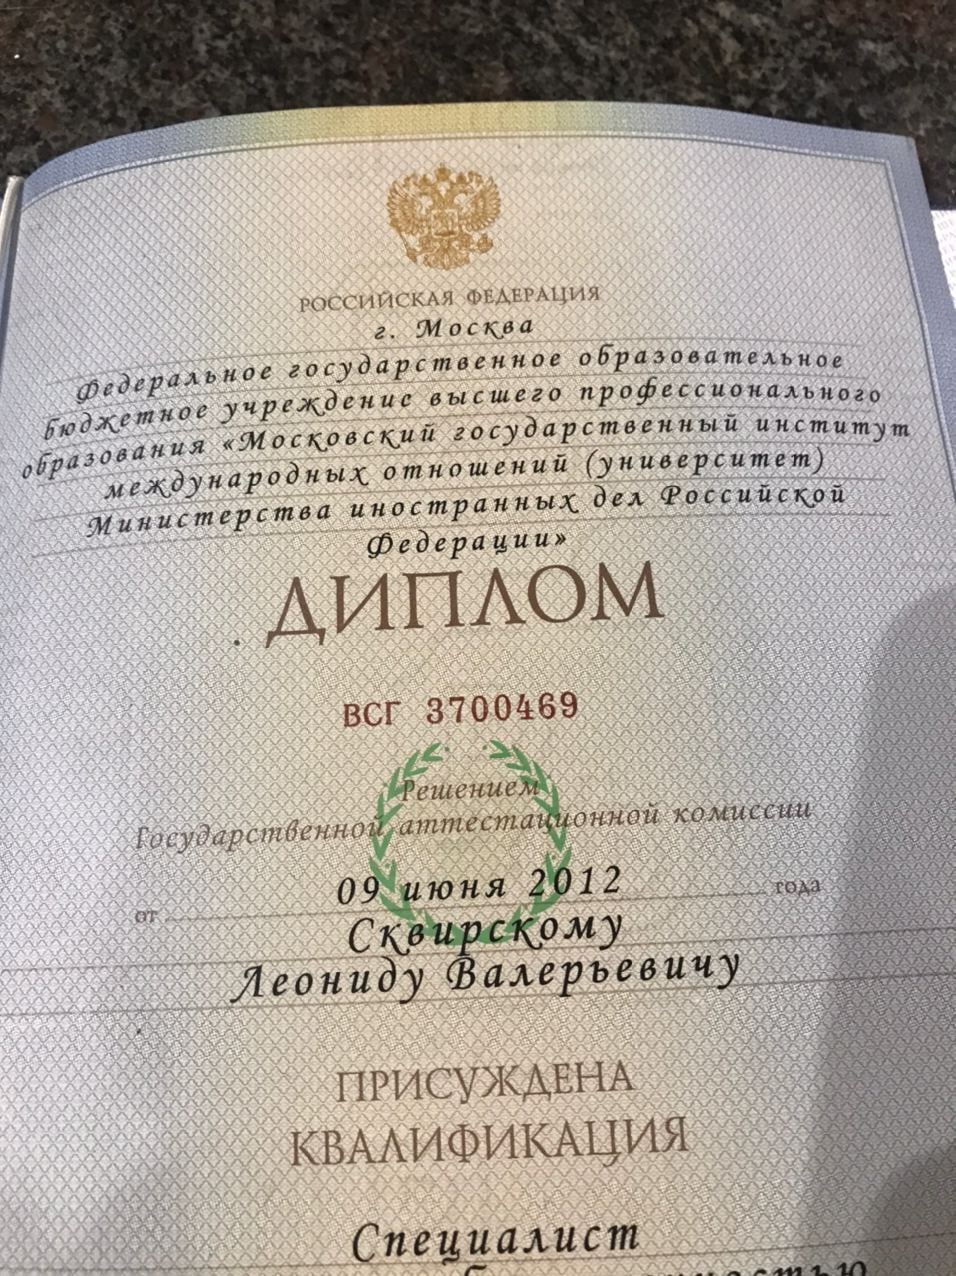 РОССИЙСКАЯ ФЕДЕРАЦИЯ
г. Москва
Федеральное государственное образовательное
бюджетное учреждение высшего профессионального
образования «Московский государственный институт
международных отношений (университет)
Министерства иностранных дел Российской
Федерации»
ДИПЛОМ
ВСГ 3700469
Решением
Государственной аттестационной комиссии
от 09 июня 2012 года
Сквирскому
Леониду Валерьевичу
ПРИСУЖДЕНА
КВАЛИФИКАЦИЯ
Специалист